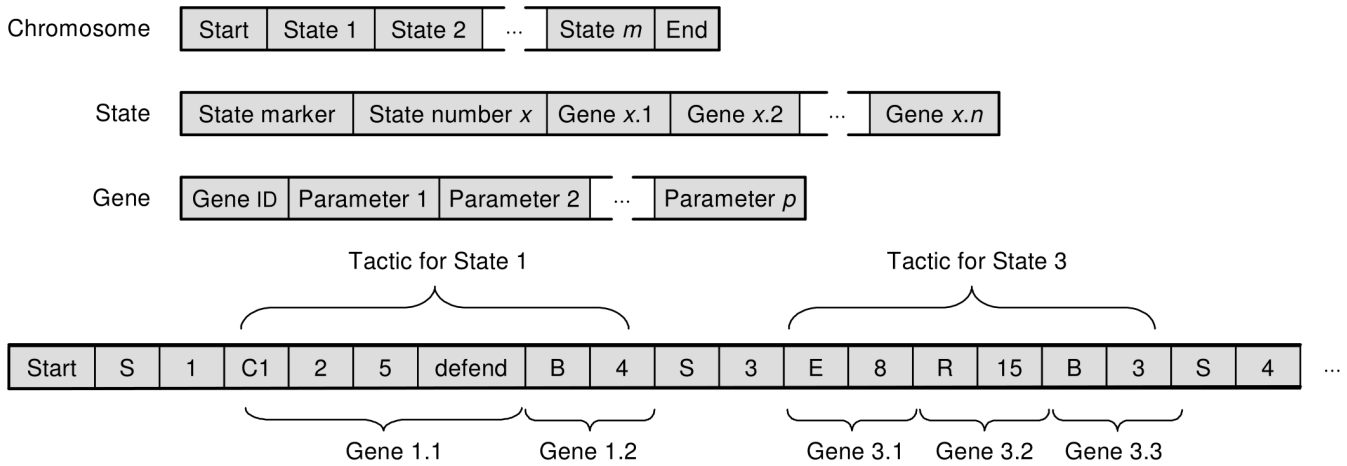 Chromosome Start State 1 State 2 ... State m End
State State marker State number x Gene x.1 Gene x.2 ... Gene x.n
Gene Gene ID Parameter 1 Parameter 2 ... Parameter p
Tactic for State 1 Tactic for State 3
Start S 1 C1 2 5 defend B 4 S 3 E 8 R 15 B 3 S 4 ...
Gene 1.1 Gene 1.2 Gene 3.1 Gene 3.2 Gene 3.3